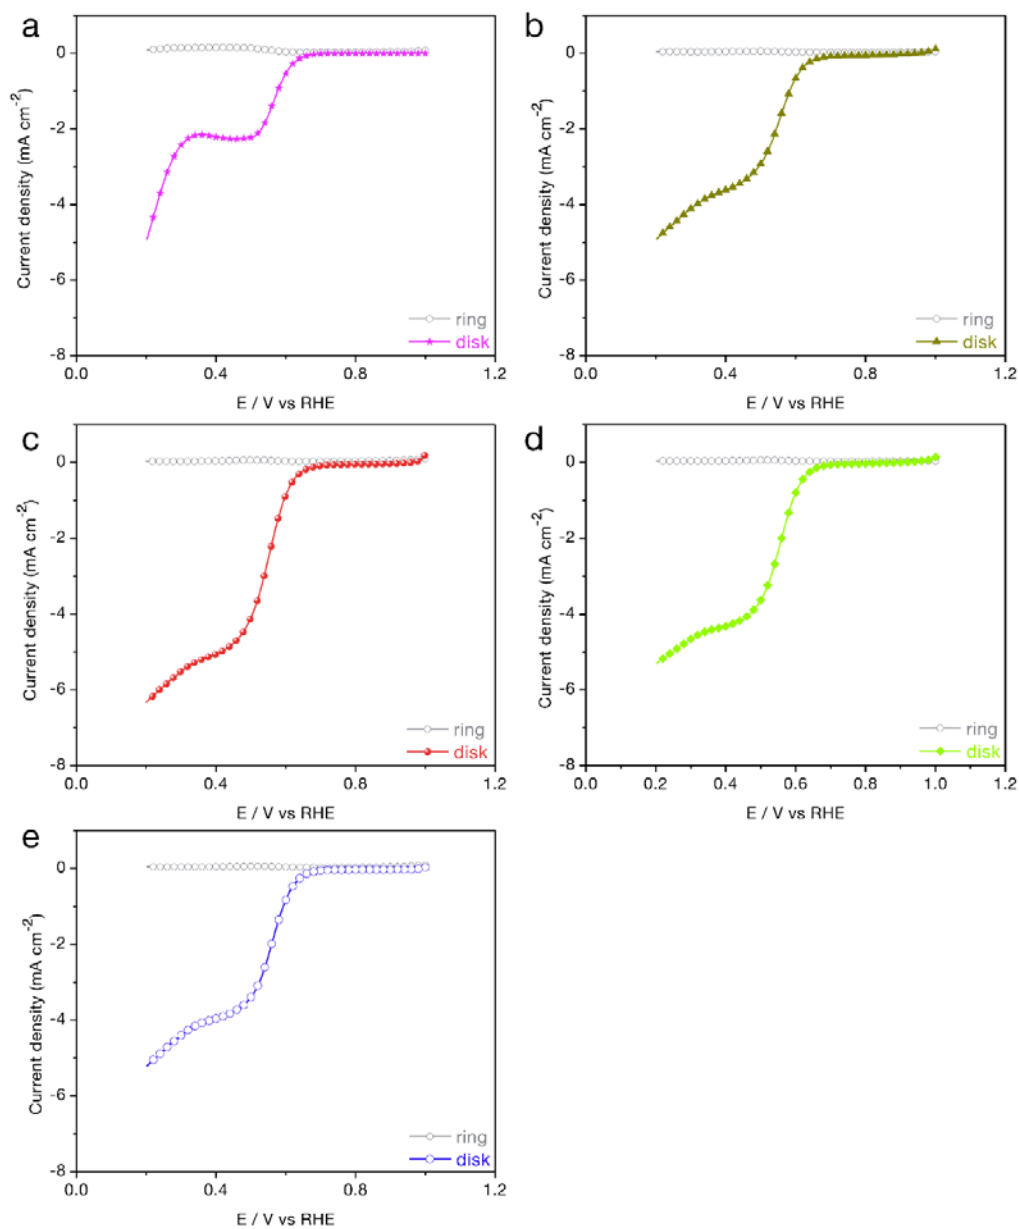 a
0
-2
-4
-6
-8
0.0
0.4
0.8
1.2
Current density (mA cm-2)
E / V vs RHE
ring
disk
b
0
-2
-4
-6
-8
0.0
0.4
0.8
1.2
Current density (mA cm-2)
E / V vs RHE
ring
disk
c
0
-2
-4
-6
-8
0.0
0.4
0.8
1.2
Current density (mA cm-2)
E / V vs RHE
ring
disk
d
0
-2
-4
-6
-8
0.0
0.2
0.4
0.6
0.8
1.0
1.2
Current density (mA cm-2)
E / V vs RHE
ring
disk
e
0
-2
-4
-6
-8
0.0
0.4
0.8
1.2
Current density (mA cm-2)
E / V vs RHE
ring
disk